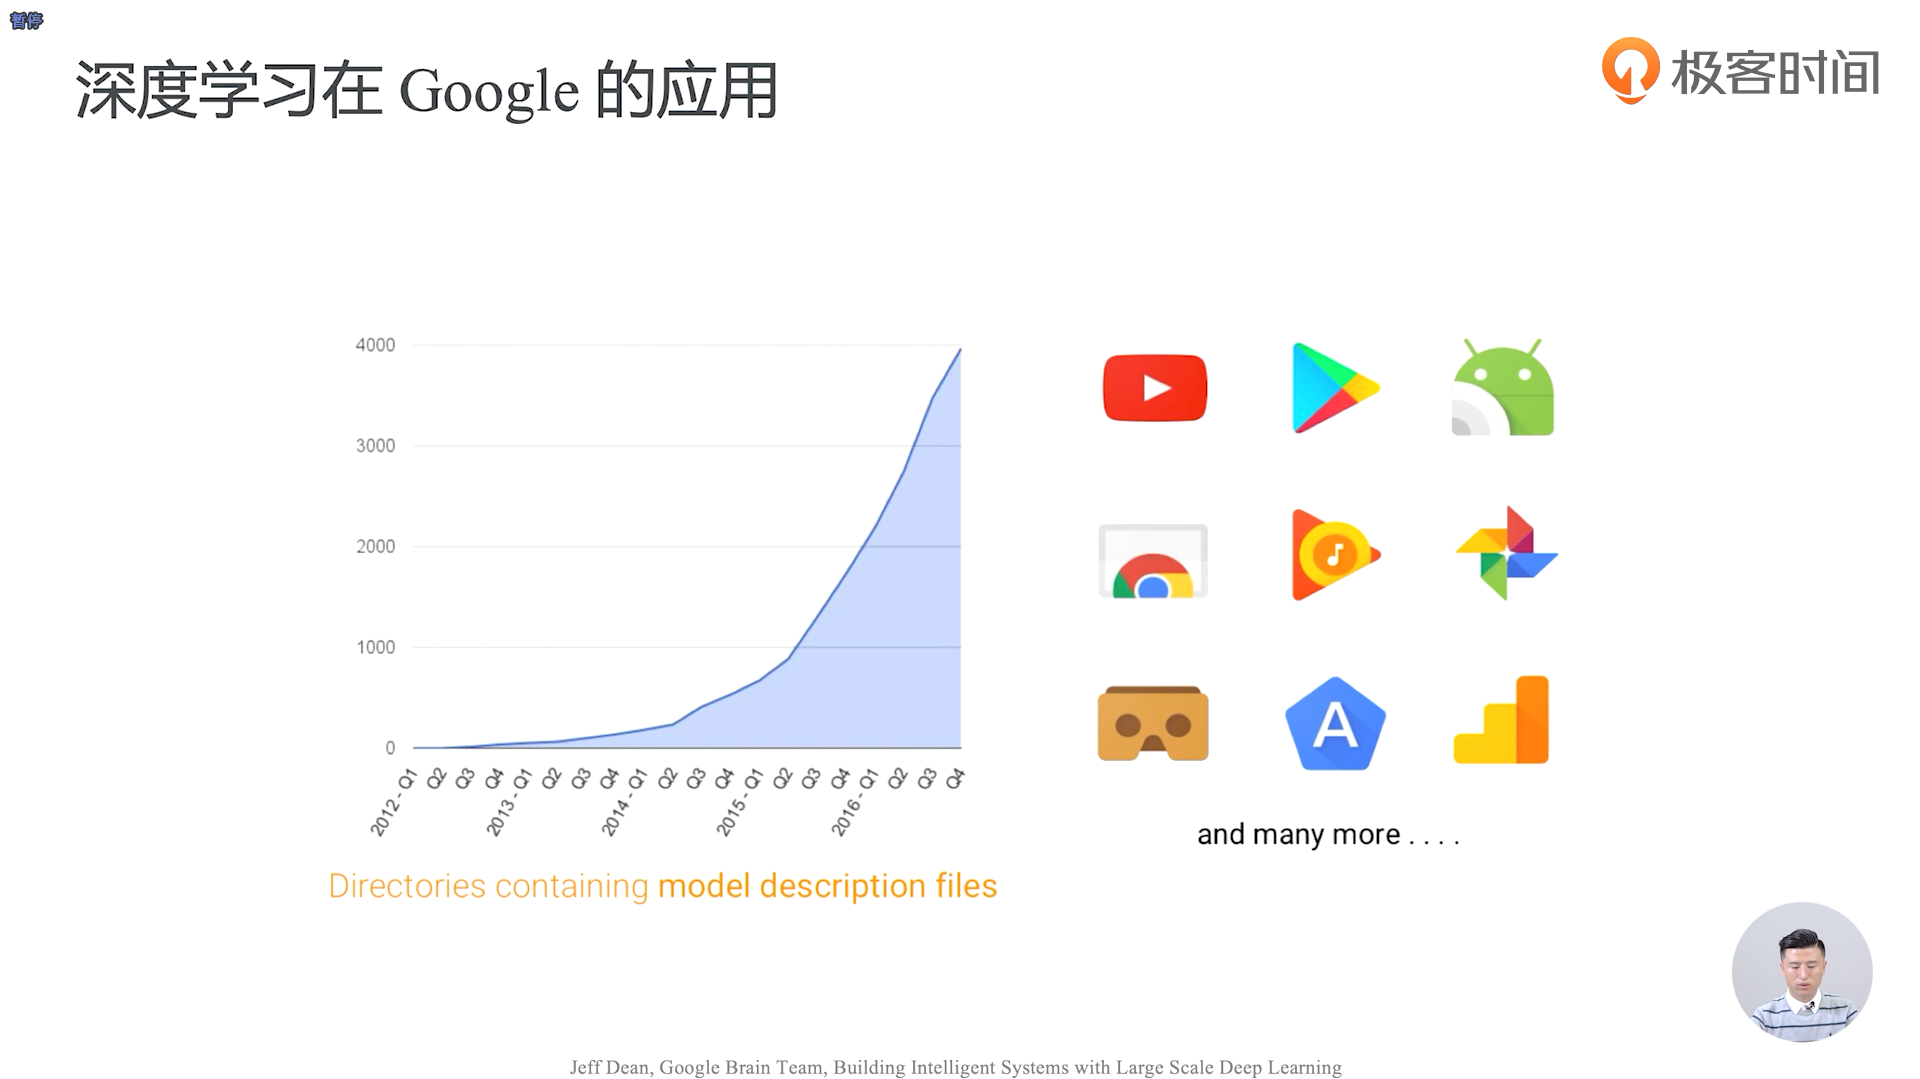 暂停
深度学习在 Google 的应用
极客时间
4000
3000
2000
1000
0
2012 - Q1
Q2
Q3
Q4
2013 - Q1
Q2
Q3
Q4
2014 - Q1
Q2
Q3
Q4
2015 - Q1
Q2
Q3
Q4
2016 - Q1
Q2
Q3
Q4
Directories containing model description files
A
and many more . . . .
Jeff Dean, Google Brain Team, Building Intelligent Systems with Large Scale Deep Learning